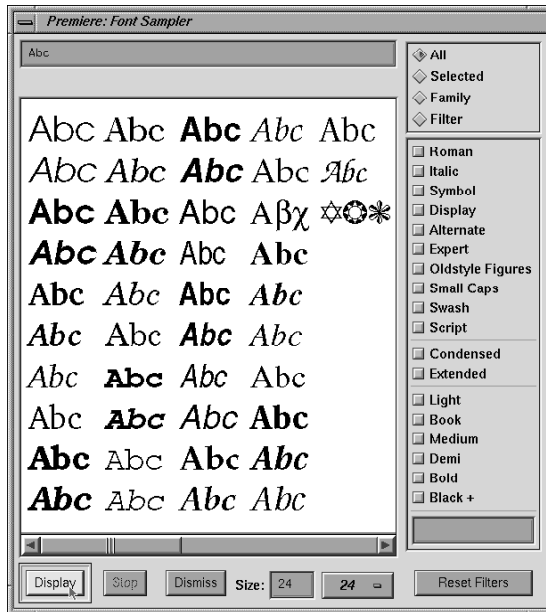 Premiere: Font Sampler
Abc
All
Selected
Family
Filter
Abc Abc Abc Abc Abc
Abc Abc Abc Abc Abc
Abc Abc Abc Αβχ ✡❂❃
Abc Abc Abc Abc
Abc Abc Abc Abc
Abc Abc Abc Abc
Abc Abc Abc Abc
Abc Abc Abc Abc
Abc Abc Abc Abc
Abc Abc Abc Abc
Roman
Italic
Symbol
Display
Alternate
Expert
Oldstyle Figures
Small Caps
Swash
Script
Condensed
Extended
Light
Book
Medium
Demi
Bold
Black +
Display Stop Dismiss Size: 24 24 Reset Filters